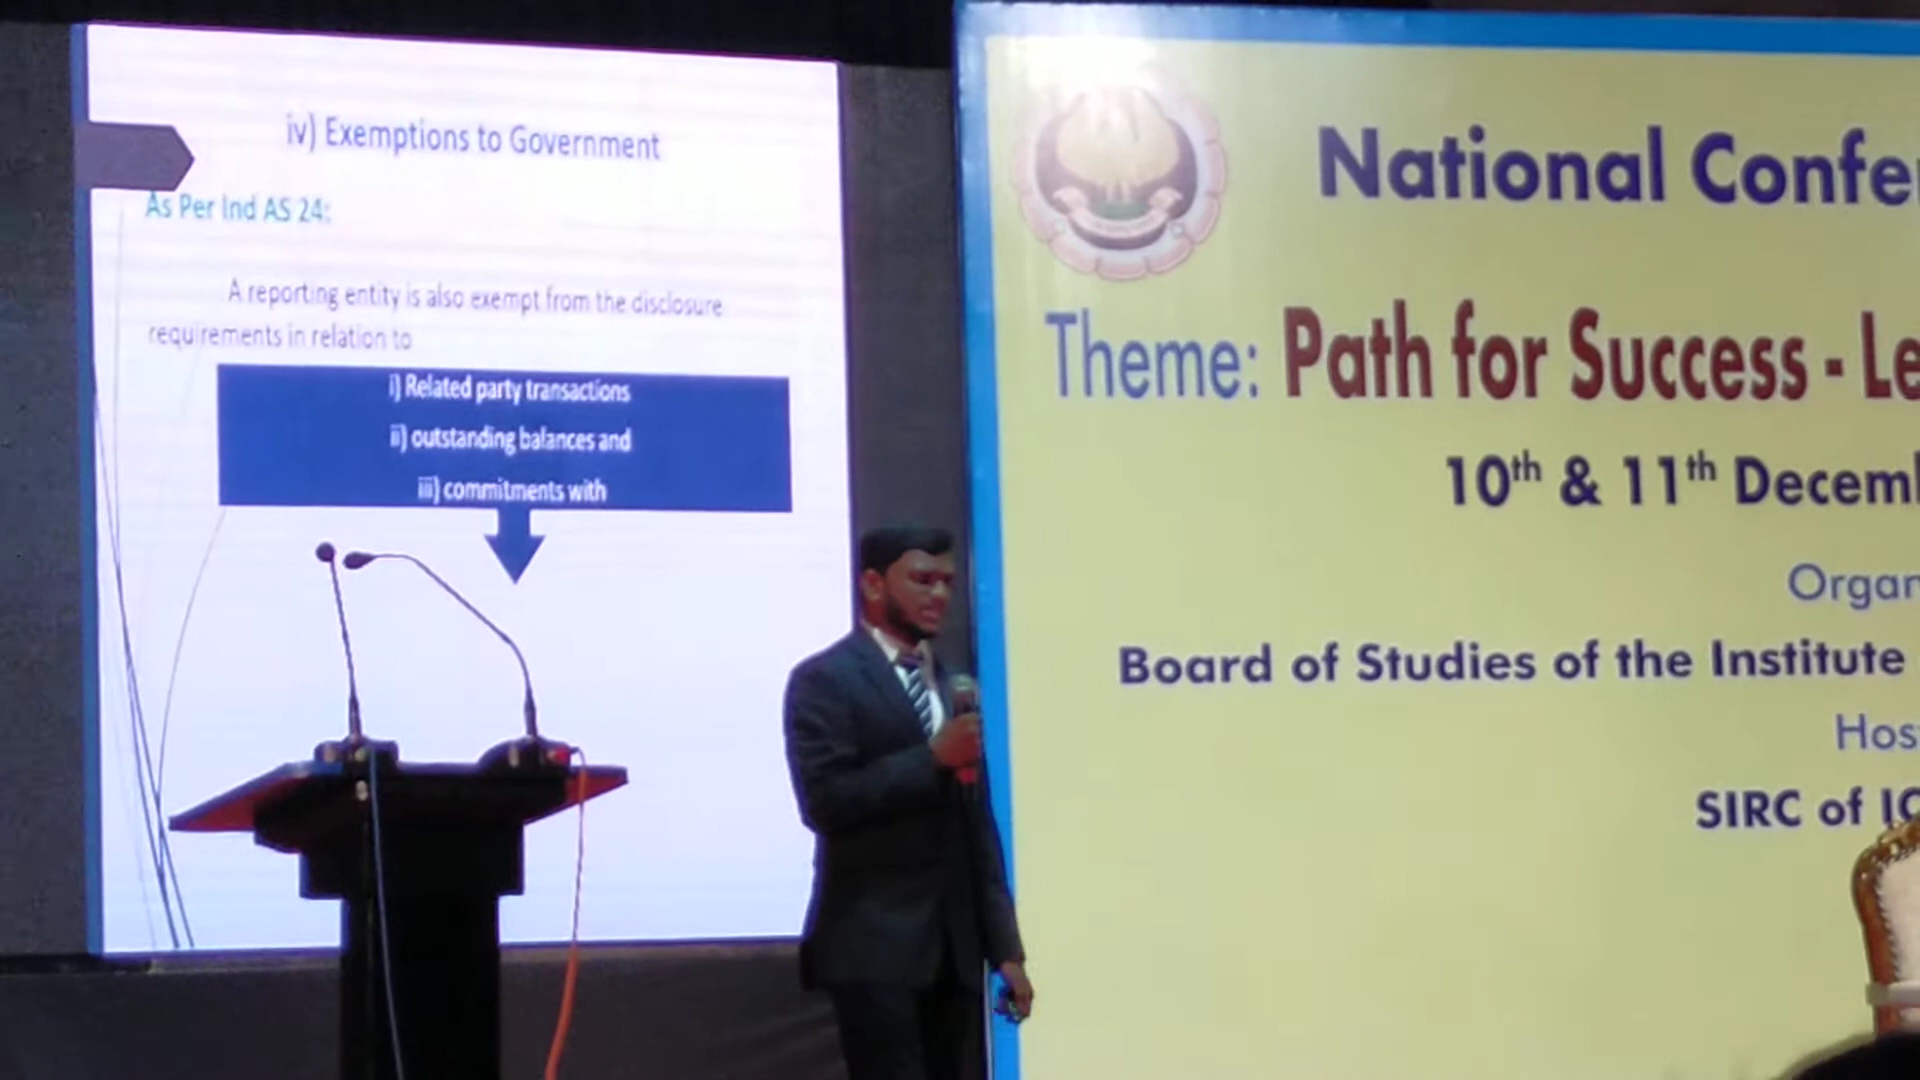 iv) Exemptions to Government
As Per Ind AS 24:
A reporting entity is also exempt from the disclosure
requirements in relation to
i) Related party transactions
ii) outstanding balances and
iii) commitments with
National Confe
Theme: Path for Success - Le
10th & 11th Decem
Organ
Board of Studies of the Institute
Hos
SIRC of IC